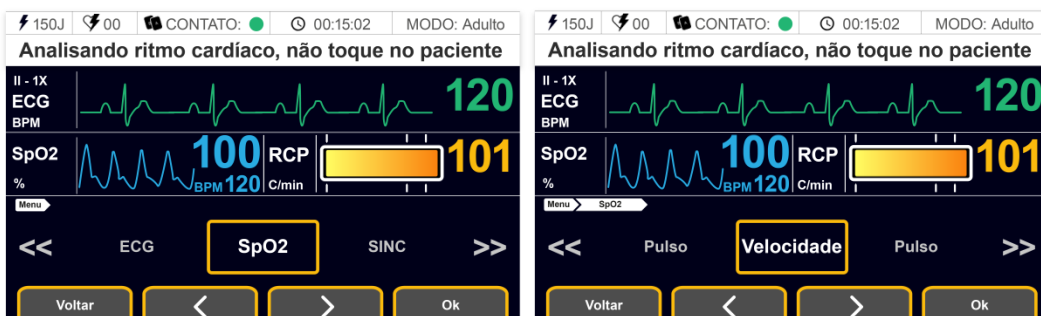 150J 00 CONTATO: 00:15:02 MODO: Adulto
Analisando ritmo cardíaco, não toque no paciente
II - 1X
ECG
BPM
120
SpO2
%
100
BPM 120
RCP
C/min
101
Menu
<< ECG SpO2 SINC >>
Voltar < > Ok
150J 00 CONTATO: 00:15:02 MODO: Adulto
Analisando ritmo cardíaco, não toque no paciente
II - 1X
ECG
BPM
120
SpO2
%
100
BPM 120
RCP
C/min
101
Menu SpO2
<< Pulso Velocidade Pulso >>
Voltar < > Ok